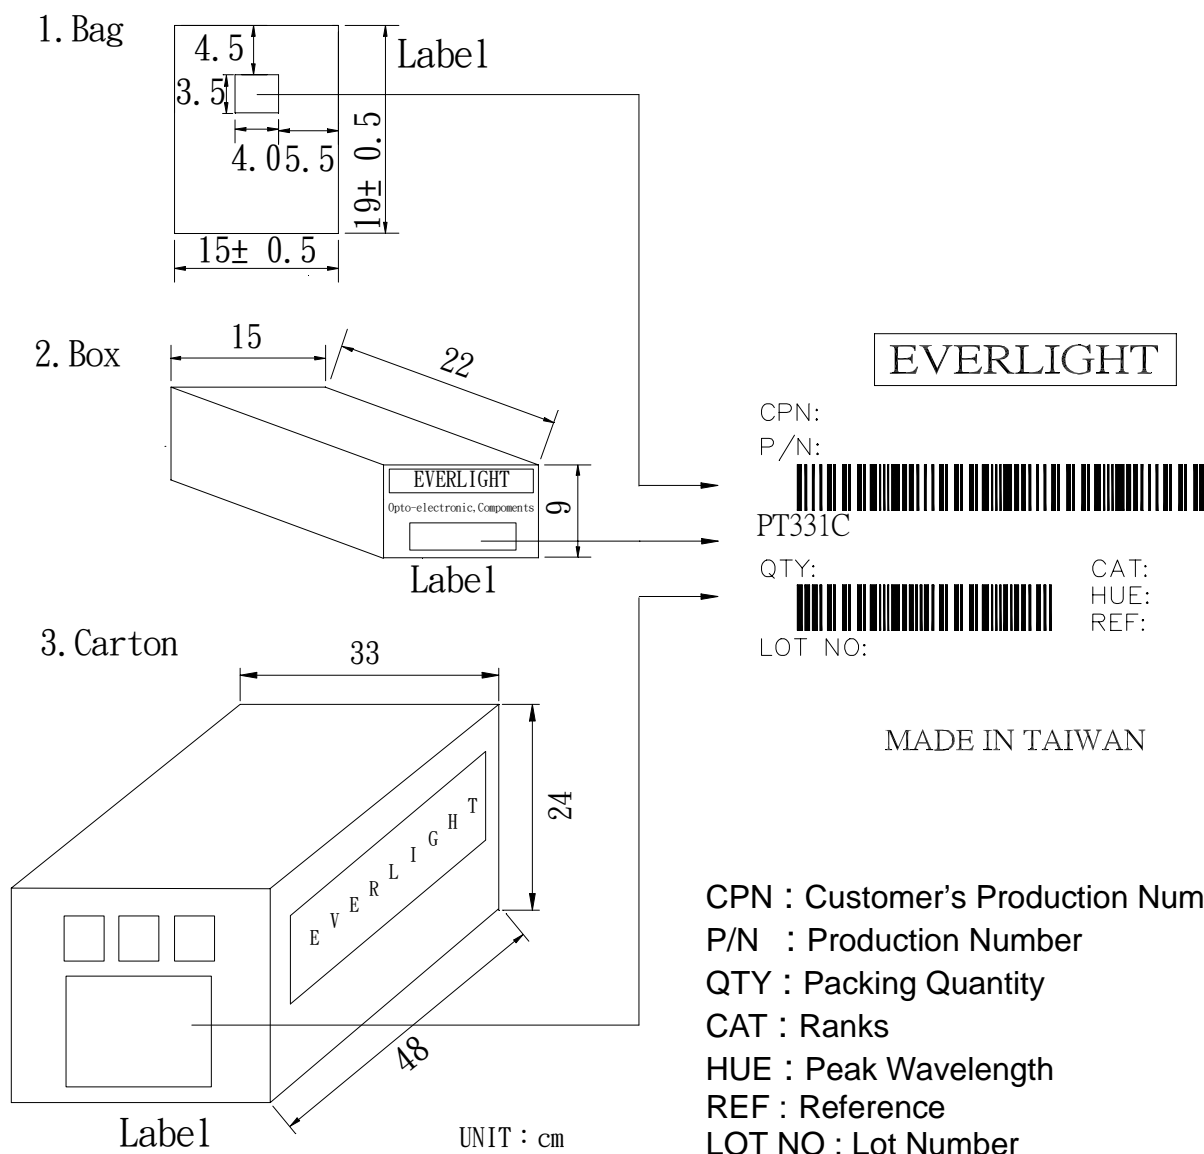 1. Bag
4.5
Label
3.5
4.0
5.5
19± 0.5
15± 0.5
2. Box
15
22
EVERLIGHT
Opto-electronic, Compoments
9
Label
3. Carton
33
24
EVERLIGHT
48
Label
UNIT：cm
EVERLIGHT
CPN:
P/N:
PT331C
QTY:
CAT:
HUE:
REF:
LOT NO:
MADE IN TAIWAN
CPN：Customer's Production Num
P/N ：Production Number
QTY：Packing Quantity
CAT：Ranks
HUE：Peak Wavelength
REF : Reference
LOT NO : Lot Number